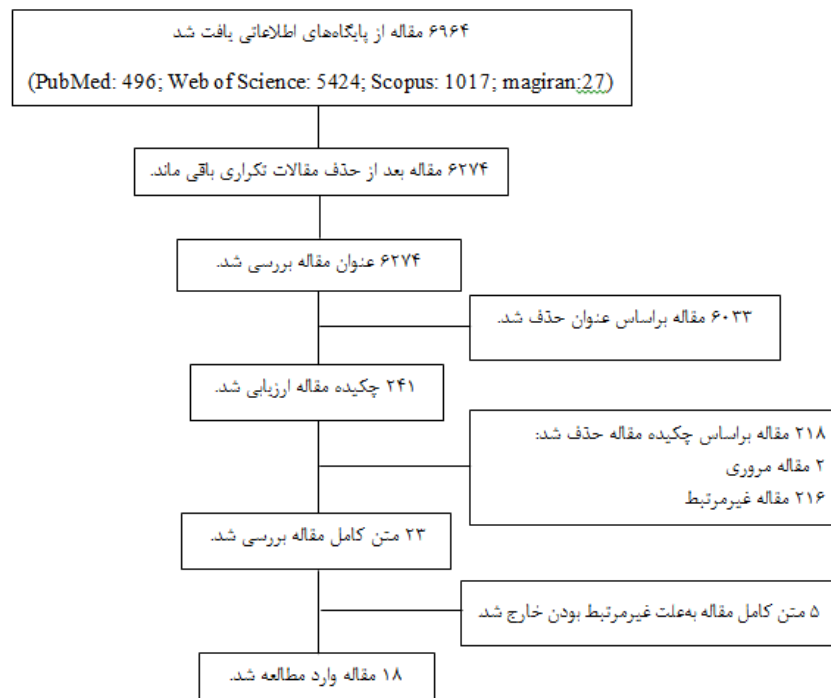 ۶۹۶۴ مقاله از پایگاه‌های اطلاعاتی یافت شد
(PubMed: 496; Web of Science: 5424; Scopus: 1017; magiran:27)
۶۲۷۴ مقاله بعد از حذف مقالات تکراری باقی ماند.
۶۲۷۴ عنوان مقاله بررسی شد.
۶۰۳۳ مقاله براساس عنوان حذف شد.
۲۴۱ چکیده مقاله ارزیابی شد.
۲۱۸ مقاله براساس چکیده مقاله حذف شد:
۲ مقاله مروری
۲۱۶ مقاله غیرمرتبط
۲۳ متن کامل مقاله بررسی شد.
۵ متن کامل مقاله به‌علت غیرمرتبط بودن خارج شد.
۱۸ مقاله وارد مطالعه شد.